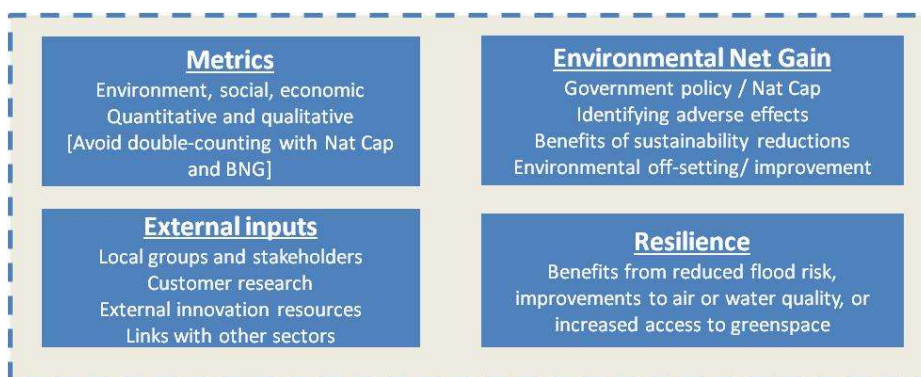 Metrics
Environment, social, economic
Quantitative and qualitative
[Avoid double-counting with Nat Cap
and BNG]
Environmental Net Gain
Government policy / Nat Cap
Identifying adverse effects
Benefits of sustainability reductions
Environmental off-setting/ improvement
External inputs
Local groups and stakeholders
Customer research
External innovation resources
Links with other sectors
Resilience
Benefits from reduced flood risk,
improvements to air or water quality, or
increased access to greenspace